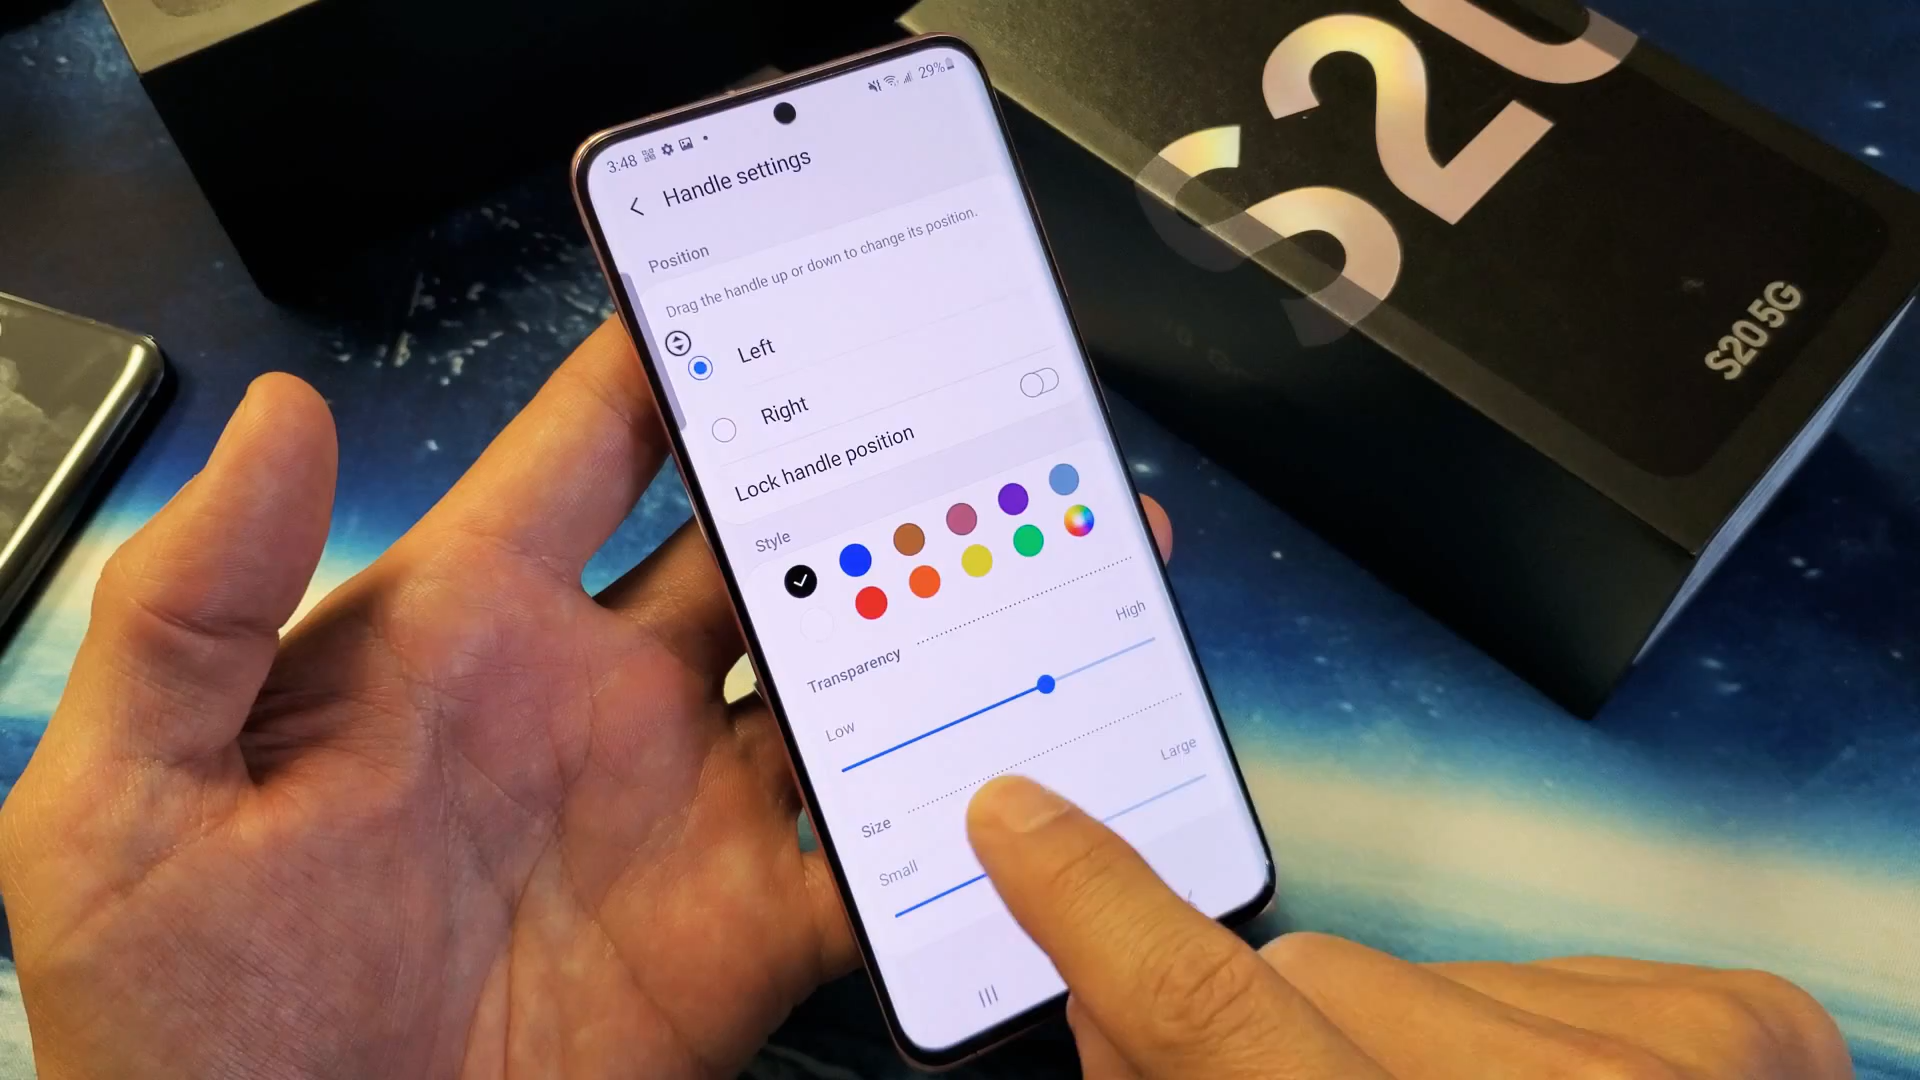 3:48
29%
Handle settings
Position
Drag the handle up or down to change its position.
Left
Right
Lock handle position
Style
Transparency
High
Low
Size
Large
Small
S20
S20 5G